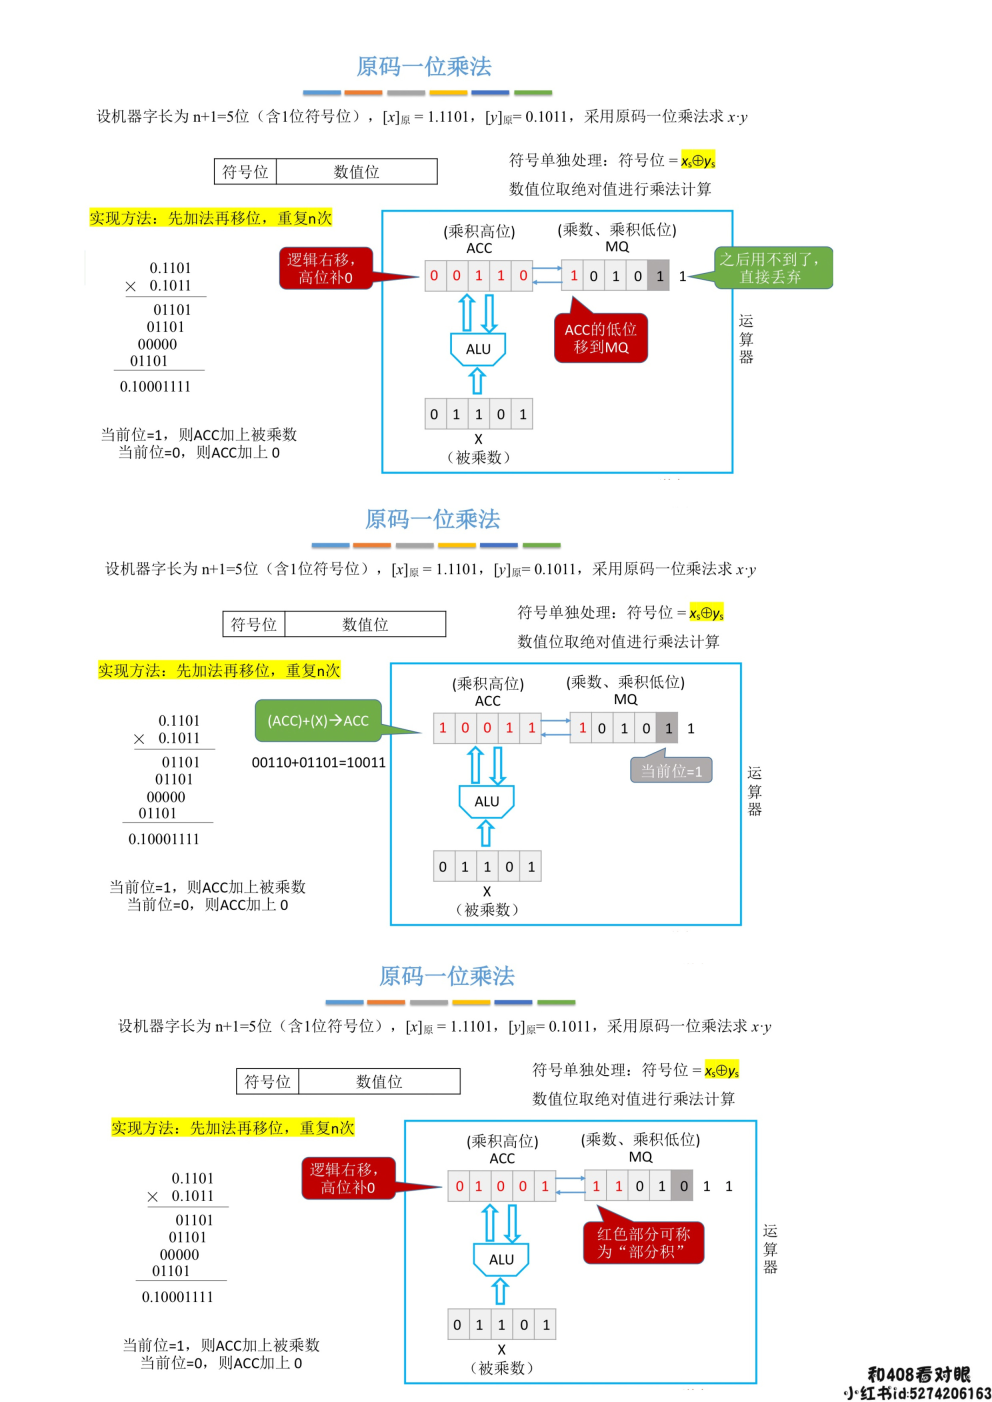 原码一位乘法
设机器字长为 n+1=5位（含1位符号位），[x]原 = 1.1101，[y]原= 0.1011，采用原码一位乘法求 x·y
符号位 数值位
符号单独处理：符号位 = xs⊕ys
数值位取绝对值进行乘法计算
实现方法：先加法再移位，重复n次
0.1101
× 0.1011
01101
01101
00000
01101
0.10001111
当前位=1，则ACC加上被乘数
当前位=0，则ACC加上 0
逻辑右移，
高位补0
(乘积高位)
ACC
(乘数、乘积低位)
MQ
0 0 1 1 0
1 0 1 0 1 1
之后用不到了，
直接丢弃
ACC的低位
移到MQ
ALU
0 1 1 0 1
X
（被乘数）
运算器
原码一位乘法
设机器字长为 n+1=5位（含1位符号位），[x]原 = 1.1101，[y]原= 0.1011，采用原码一位乘法求 x·y
符号位 数值位
符号单独处理：符号位 = xs⊕ys
数值位取绝对值进行乘法计算
实现方法：先加法再移位，重复n次
0.1101
× 0.1011
01101
01101
00000
01101
0.10001111
当前位=1，则ACC加上被乘数
当前位=0，则ACC加上 0
(ACC)+(X)→ACC
00110+01101=10011
(乘积高位)
ACC
(乘数、乘积低位)
MQ
1 0 0 1 1
1 0 1 0 1 1
当前位=1
ALU
0 1 1 0 1
X
（被乘数）
运算器
原码一位乘法
设机器字长为 n+1=5位（含1位符号位），[x]原 = 1.1101，[y]原= 0.1011，采用原码一位乘法求 x·y
符号位 数值位
符号单独处理：符号位 = xs⊕ys
数值位取绝对值进行乘法计算
实现方法：先加法再移位，重复n次
0.1101
× 0.1011
01101
01101
00000
01101
0.10001111
当前位=1，则ACC加上被乘数
当前位=0，则ACC加上 0
逻辑右移，
高位补0
(乘积高位)
ACC
(乘数、乘积低位)
MQ
0 1 0 0 1
1 1 0 1 0 1 1
红色部分可称
为“部分积”
ALU
0 1 1 0 1
X
（被乘数）
运算器
和408看对眼
小红书id:5274206163